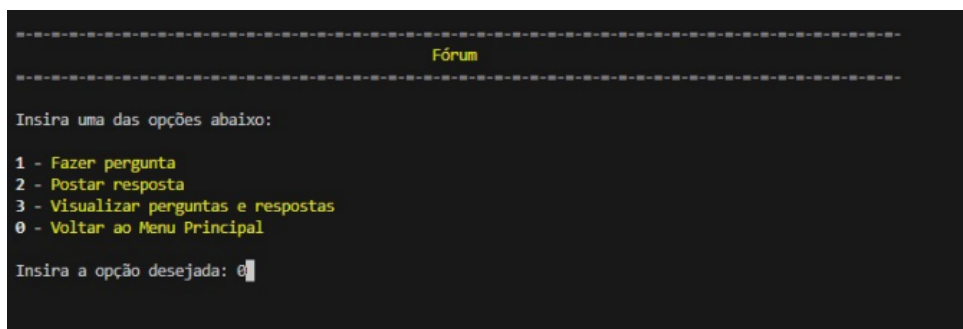 =-=-=-=-=-=-=-=-=-=-=-=-=-=-=-=-=-=-=-=-=-=-=-=-=-=-=-=-=-=-=-=-=-=-=-=-=-=-=-=-=-=-=-=-=-=-=-=-=-=-=-
Fórum
=-=-=-=-=-=-=-=-=-=-=-=-=-=-=-=-=-=-=-=-=-=-=-=-=-=-=-=-=-=-=-=-=-=-=-=-=-=-=-=-=-=-=-=-=-=-=-=-=-=-=-
Insira uma das opções abaixo:
1 - Fazer pergunta
2 - Postar resposta
3 - Visualizar perguntas e respostas
0 - Voltar ao Menu Principal
Insira a opção desejada: 0